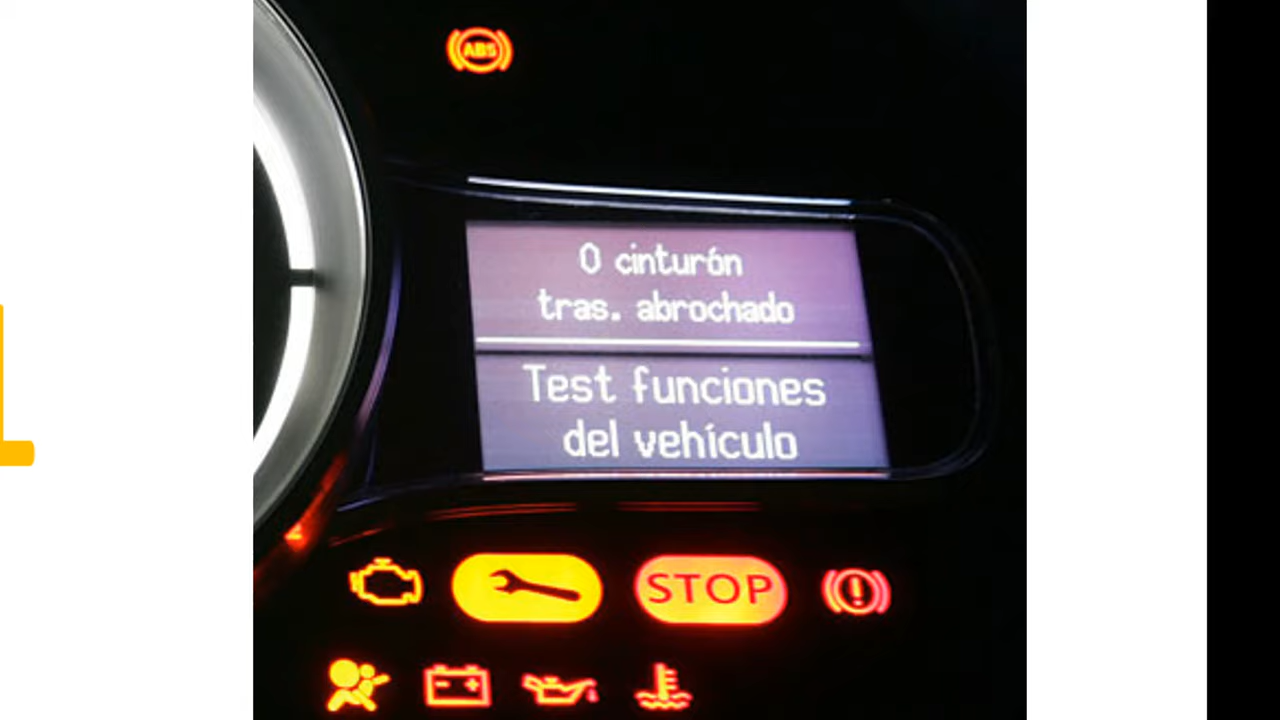 ABS
0 cinturón
tras. abrochado
Test funciones
del vehículo
STOP